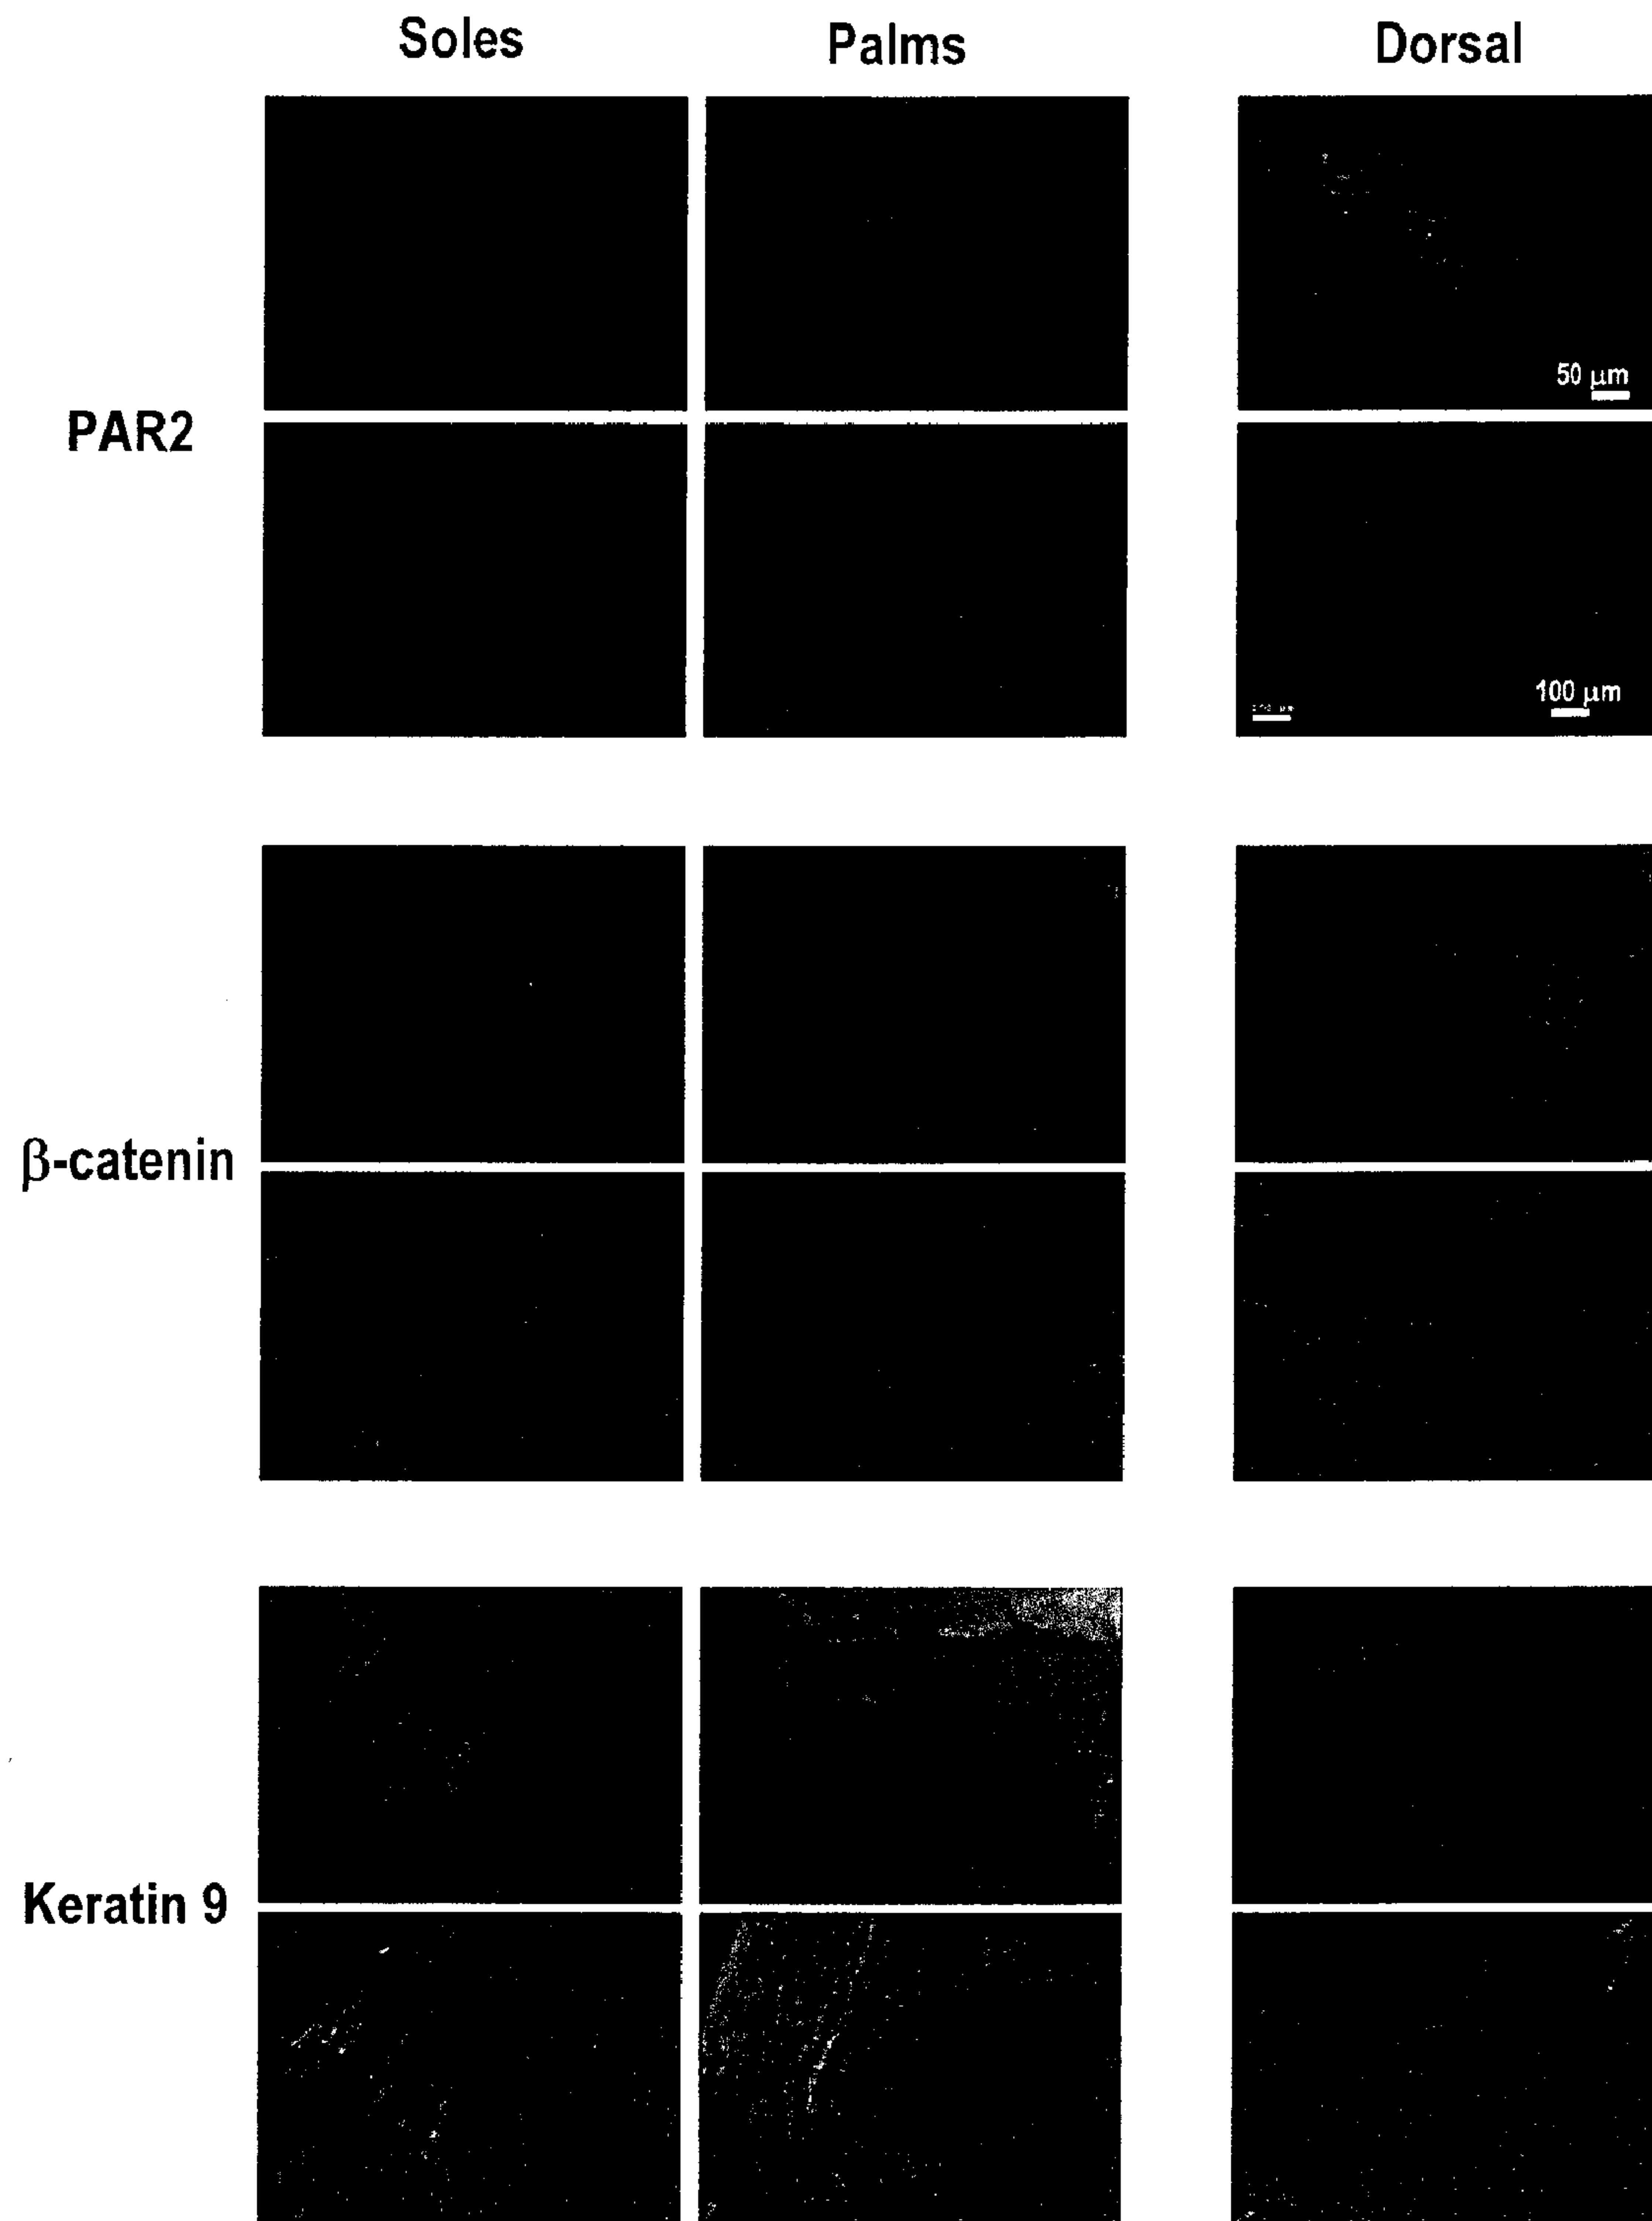 Soles Palms Dorsal
50 μm
PAR2
100 μm
β-catenin
Keratin 9